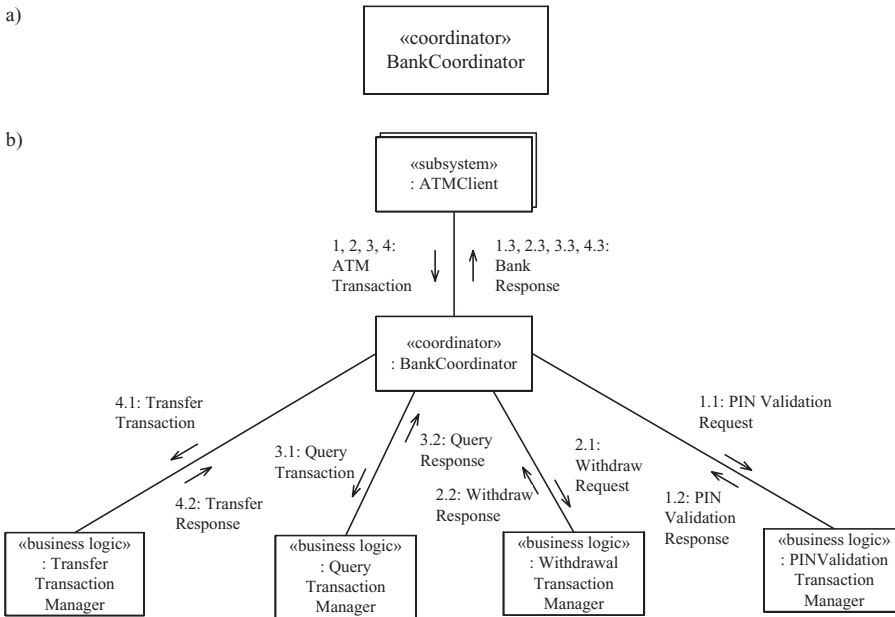 a)
«coordinator»
BankCoordinator
b)
«subsystem»
: ATMClient
1, 2, 3, 4:
ATM
Transaction
1.3, 2.3, 3.3, 4.3:
Bank
Response
«coordinator»
: BankCoordinator
4.1: Transfer
Transaction
4.2: Transfer
Response
3.1: Query
Transaction
3.2: Query
Response
2.2: Withdraw
Response
2.1:
Withdraw
Request
1.1: PIN Validation
Request
1.2: PIN
Validation
Response
«business logic»
: Transfer
Transaction
Manager
«business logic»
: Query
Transaction
Manager
«business logic»
: Withdrawal
Transaction
Manager
«business logic»
: PINValidation
Transaction
Manager